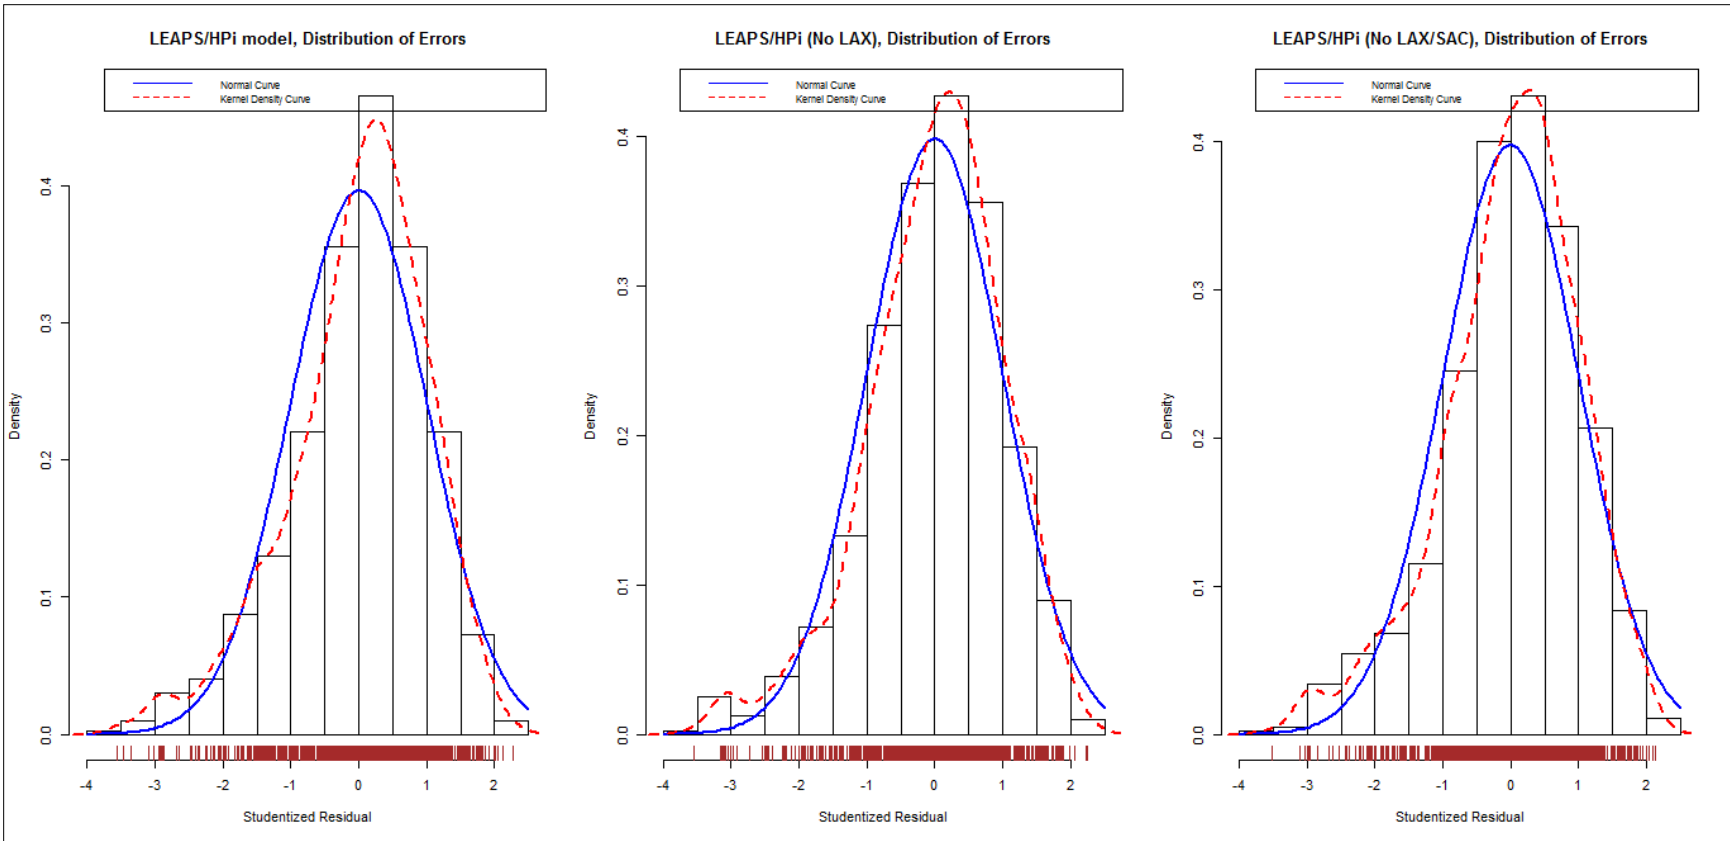 LEAPS/HPi model, Distribution of Errors
Normal Curve
Kernel Density Curve
Density
0.0
0.1
0.2
0.3
0.4
-4 -3 -2 -1 0 1 2
Studentized Residual
LEAPS/HPi (No LAX), Distribution of Errors
Normal Curve
Kernel Density Curve
Density
0.0
0.1
0.2
0.3
0.4
-4 -3 -2 -1 0 1 2
Studentized Residual
LEAPS/HPi (No LAX/SAC), Distribution of Errors
Normal Curve
Kernel Density Curve
Density
0.0
0.1
0.2
0.3
0.4
-4 -3 -2 -1 0 1 2
Studentized Residual